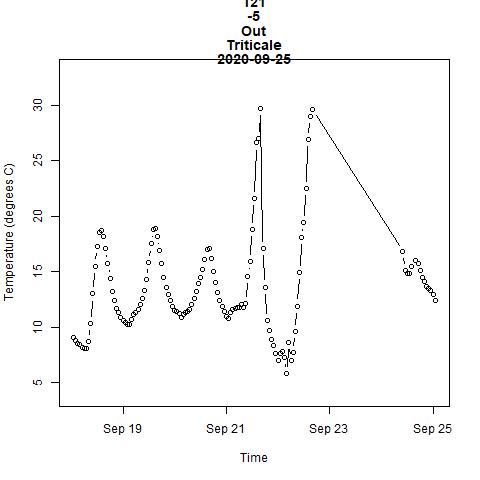 121
-5
Out
Triticale
2020-09-25
Temperature (degrees C)
30
25
20
15
10
5
Sep 19
Sep 21
Sep 23
Sep 25
Time